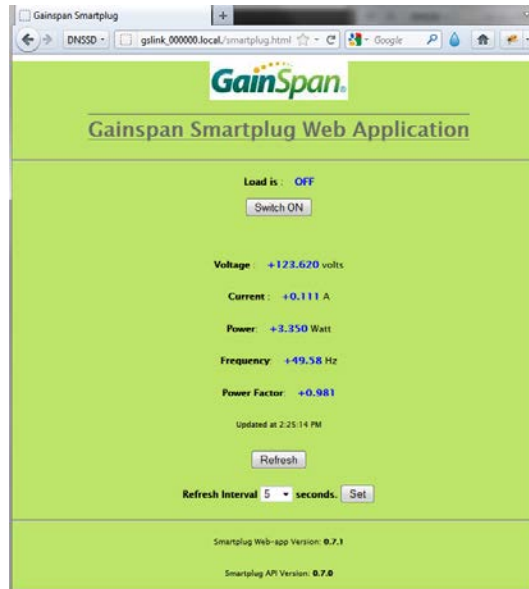 Gainspan Smartplug
+
DNSSD
gslink_000000.local./smartplug.html
Google
GainSpan.
Gainspan Smartplug Web Application
Load is : OFF
Switch ON
Voltage : +123.620 volts
Current : +0.111 A
Power: +3.350 Watt
Frequency: +49.58 Hz
Power Factor: +0.981
Updated at 2:25:14 PM
Refresh
Refresh Interval 5 seconds. Set
Smartplug Web-app Version: 0.7.1
Smartplug API Version: 0.7.0